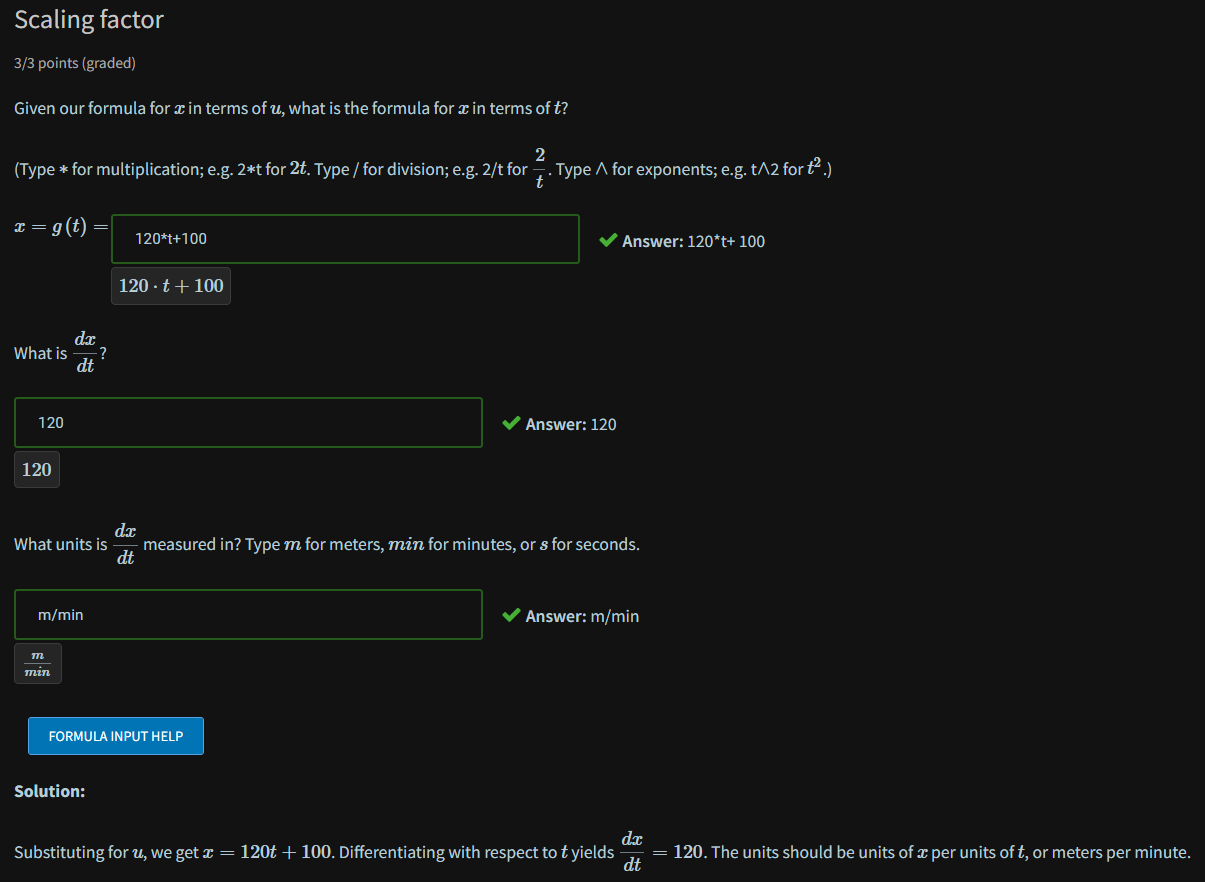 Scaling factor
3/3 points (graded)
Given our formula for x in terms of u, what is the formula for x in terms of t?
(Type * for multiplication; e.g. 2*t for 2t. Type / for division; e.g. 2/t for 2/t. Type ∧ for exponents; e.g. t∧2 for t².)
x = g(t) = 120*t+100 ✔ Answer: 120*t+ 100
120 · t + 100
What is dx/dt?
120 ✔ Answer: 120
120
What units is dx/dt measured in? Type m for meters, min for minutes, or s for seconds.
m/min ✔ Answer: m/min
m/min
FORMULA INPUT HELP
Solution:
Substituting for u, we get x = 120t + 100. Differentiating with respect to t yields dx/dt = 120. The units should be units of x per units of t, or meters per minute.